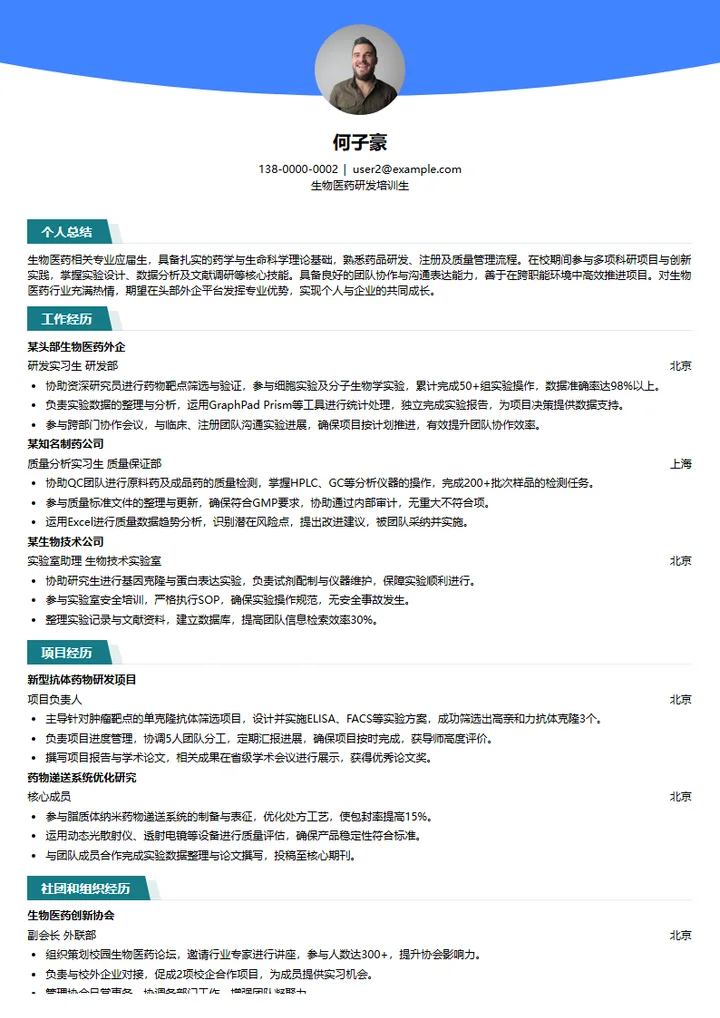 何子豪
138-0000-0002 | user2@example.com
生物医药研发培训生
个人总结
生物医药相关专业应届生，具备扎实的药学与生命科学理论基础，熟悉药品研发、注册及质量管理流程。在校期间参与多项科研项目与创新
实践，掌握实验设计、数据分析及文献调研等核心技能。具备良好的团队协作与沟通表达能力，善于在跨职能环境中高效推进项目。对生物
医药行业充满热情，期望在头部外企平台发挥专业优势，实现个人与企业的共同成长。
工作经历
某头部生物医药外企
研发实习生 研发部 北京
• 协助资深研究员进行药物靶点筛选与验证，参与细胞实验及分子生物学实验，累计完成50+组实验操作，数据准确率达98%以上。
• 负责实验数据的整理与分析，运用GraphPad Prism等工具进行统计处理，独立完成实验报告，为项目决策提供数据支持。
• 参与跨部门协作会议，与临床、注册团队沟通实验进展，确保项目按计划推进，有效提升团队协作效率。
某知名制药公司
质量分析实习生 质量保证部 上海
• 协助QC团队进行原料药及成品药的质量检测，掌握HPLC、GC等分析仪器的操作，完成200+批次样品的检测任务。
• 参与质量标准文件的整理与更新，确保符合GMP要求，协助通过内部审计，无重大不符合项。
• 运用Excel进行质量数据趋势分析，识别潜在风险点，提出改进建议，被团队采纳并实施。
某生物技术公司
实验室助理 生物技术实验室 北京
• 协助研究生进行基因克隆与蛋白表达实验，负责试剂配制与仪器维护，保障实验顺利进行。
• 参与实验室安全培训，严格执行SOP，确保实验操作规范，无安全事故发生。
• 整理实验记录与文献资料，建立数据库，提高团队信息检索效率30%。
项目经历
新型抗体药物研发项目
项目负责人 北京
• 主导针对肿瘤靶点的单克隆抗体筛选项目，设计并实施ELISA、FACS等实验方案，成功筛选出高亲和力抗体克隆3个。
• 负责项目进度管理，协调5人团队分工，定期汇报进展，确保项目按时完成，获导师高度评价。
• 撰写项目报告与学术论文，相关成果在省级学术会议进行展示，获得优秀论文奖。
药物递送系统优化研究
核心成员 北京
• 参与脂质体纳米药物递送系统的制备与表征，优化处方工艺，使包封率提高15%。
• 运用动态光散射仪、透射电镜等设备进行质量评估，确保产品稳定性符合标准。
• 与团队成员合作完成实验数据整理与论文撰写，投稿至核心期刊。
社团和组织经历
生物医药创新协会
副会长 外联部 北京
• 组织策划校园生物医药论坛，邀请行业专家进行讲座，参与人数达300+，提升协会影响力。
• 负责与校外企业对接，促成2项校企合作项目，为成员提供实习机会。
• 管理协会日常事务，协调各部门工作，增强团队凝聚力。